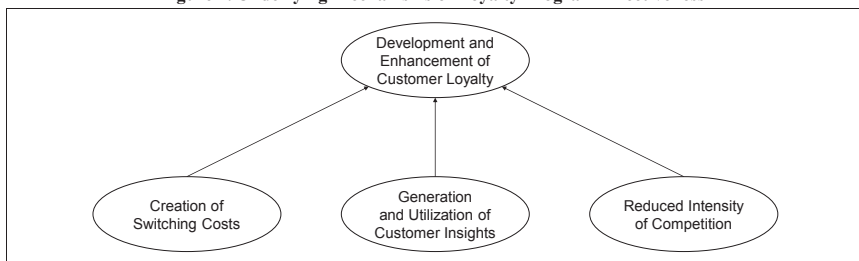 Development and
Enhancement of
Customer Loyalty
Creation of
Switching Costs
Generation
and Utilization of
Customer Insights
Reduced Intensity
of Competition